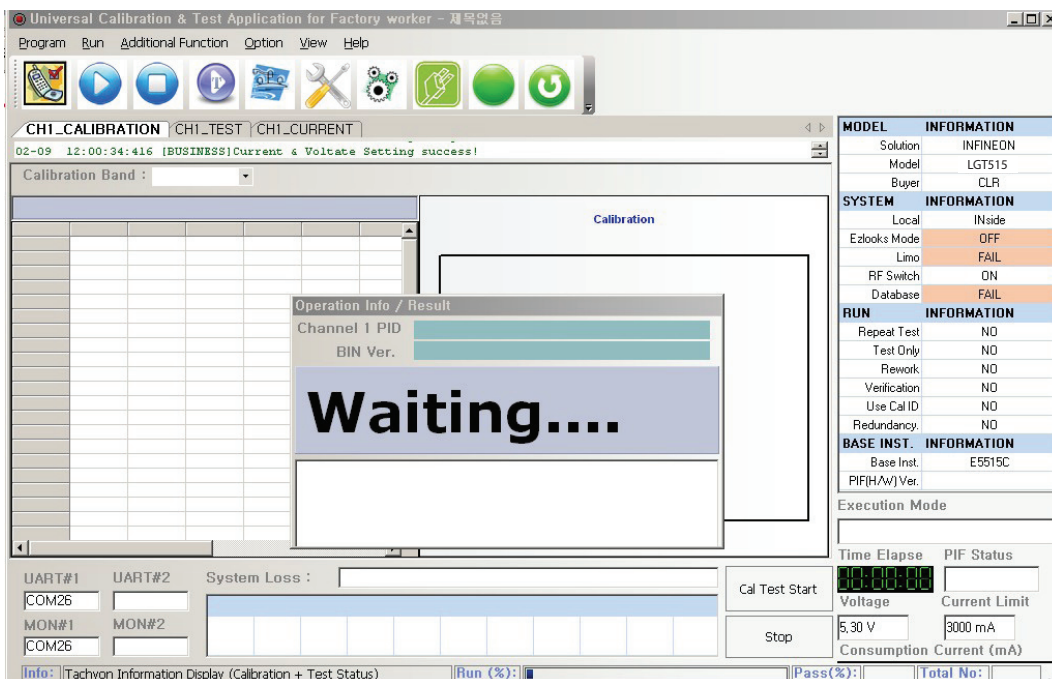 Universal Calibration & Test Application for Factory worker - 제목없음
Program Run Additional Function Option View Help
CH1_CALIBRATION CH1_TEST CH1_CURRENT
02-09 12:00:34:416 [BUSINESS]Current & Voltate Setting success!
Calibration Band :
Calibration
Operation Info / Result
Channel 1 PID
BIN Ver.
Waiting....
MODEL INFORMATION
Solution INFINEON
Model LGT515
Buyer CLR
SYSTEM INFORMATION
Local INside
Ezlooks Mode OFF
Limo FAIL
RF Switch ON
Database FAIL
RUN INFORMATION
Repeat Test NO
Test Only NO
Rework NO
Verification NO
Use Cal ID NO
Redundancy. NO
BASE INST. INFORMATION
Base Inst. E5515C
PIF(H/W) Ver.
Execution Mode
Time Elapse PIF Status
00:00:00
Voltage Current Limit
5,30 V 3000 mA
Consumption Current (mA)
UART#1 UART#2 System Loss :
COM26
MON#1 MON#2
COM26
Cal Test Start
Stop
Info: Tachyon Information Display (Calibration + Test Status) Run (%): Pass(%): Total No: